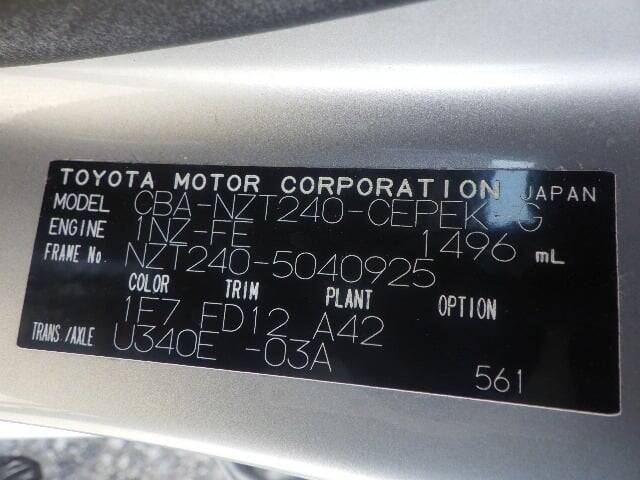 TOYOTA MOTOR CORPORATION JAPAN
MODEL CBA-NZT240-CEPEK-G
ENGINE 1NZ-FE 1496 mL
FRAME No. NZT240-5040925
COLOR TRIM PLANT OPTION
1E7 FD12 A42
TRANS./AXLE U340E -03A
561